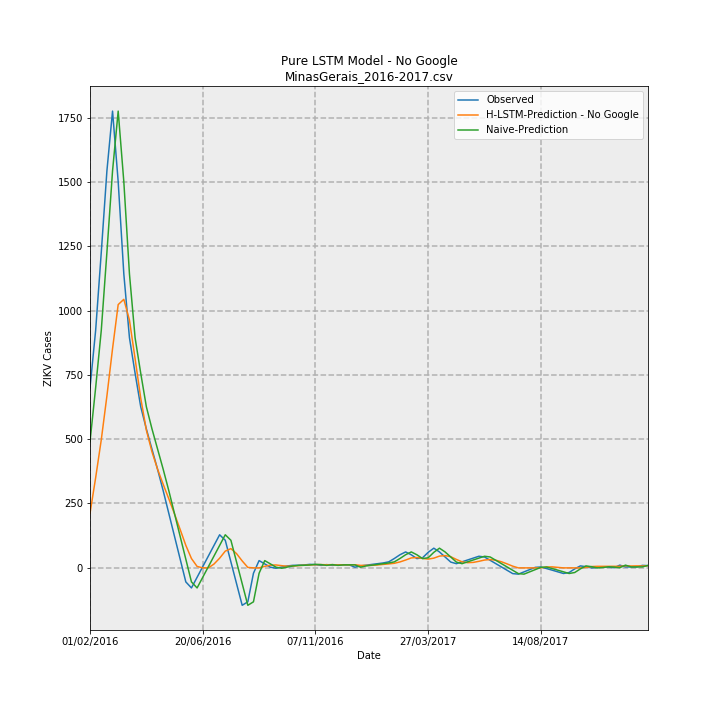 Pure LSTM Model - No Google
MinasGerais_2016-2017.csv
Observed
H-LSTM-Prediction - No Google
Naive-Prediction
1750
1500
1250
1000
750
500
250
0
ZIKV Cases
01/02/2016
20/06/2016
07/11/2016
27/03/2017
14/08/2017
Date